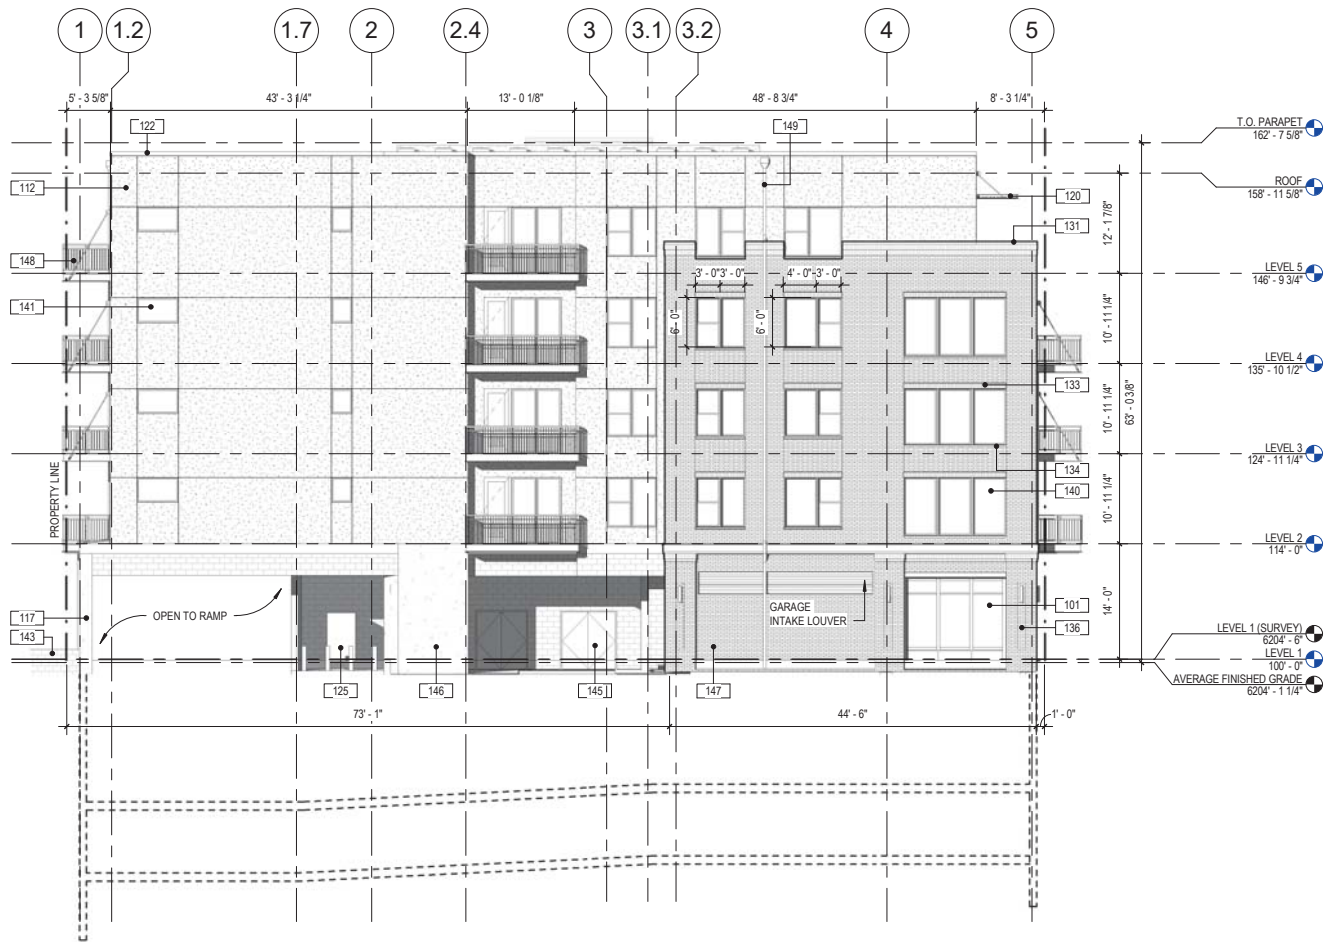 1
1.2
1.7
2
2.4
3
3.1
3.2
4
5
5' - 3 5/8"
43' - 3 1/4"
13' - 0 1/8"
48' - 8 3/4"
8' - 3 1/4"
122
149
T.O. PARAPET
162' - 7 5/8"
112
ROOF
158' - 11 5/8"
120
131
12' - 1 7/8"
148
LEVEL 5
146' - 9 3/4"
3' - 0"
3' - 0"
4' - 0"
3' - 0"
141
6' - 0"
6' - 0"
10' - 11 1/4"
LEVEL 4
135' - 10 1/2"
133
10' - 11 1/4"
63' - 0 3/8"
LEVEL 3
124' - 11 1/4"
134
PROPERTY LINE
140
10' - 11 1/4"
LEVEL 2
114' - 0"
117
OPEN TO RAMP
GARAGE
INTAKE LOUVER
101
14' - 0"
136
143
LEVEL 1 (SURVEY)
6204' - 6"
LEVEL 1
100' - 0"
AVERAGE FINISHED GRADE
6204' - 1 1/4"
125
146
145
147
73' - 1"
44' - 6"
1' - 0"